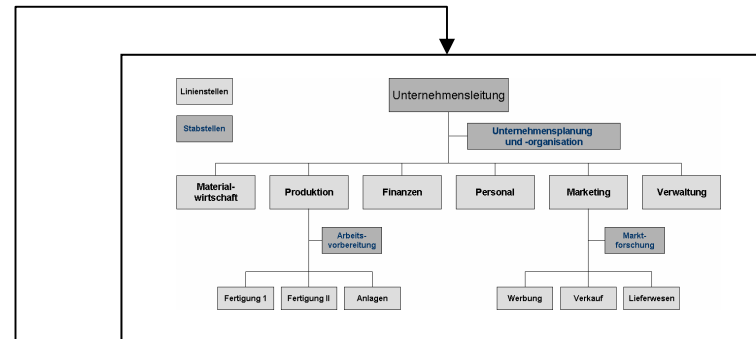 Linienstellen
Unternehmensleitung
Stabstellen
Unternehmensplanung
und -organisation
Material-
wirtschaft
Produktion
Finanzen
Personal
Marketing
Verwaltung
Arbeits-
vorbereitung
Markt-
forschung
Fertigung 1
Fertigung II
Anlagen
Werbung
Verkauf
Lieferwesen